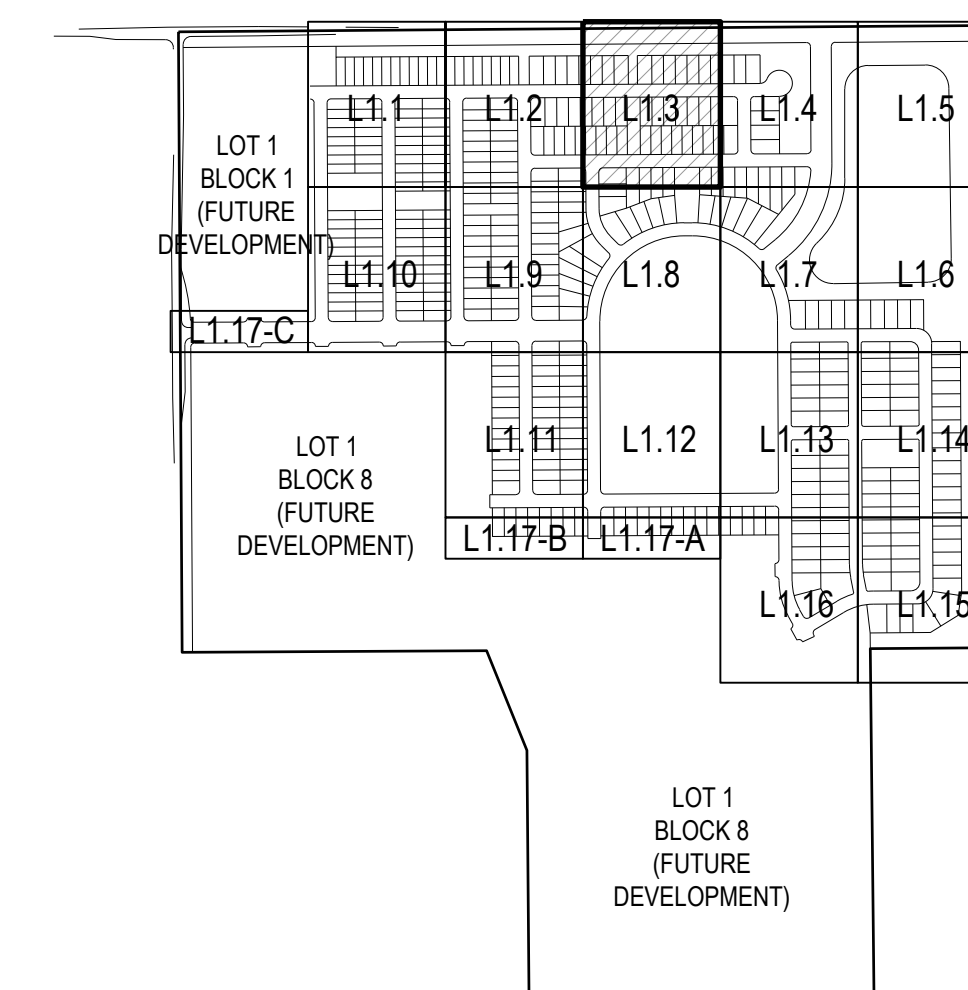 L1.1
L1.2
L1.3
L1.4
L1.5
LOT 1
BLOCK 1
(FUTURE
DEVELOPMENT)
L1.10
L1.9
L1.8
L1.7
L1.6
L1.17-C
LOT 1
BLOCK 8
(FUTURE
DEVELOPMENT)
L1.11
L1.12
L1.13
L1.14
L1.17-B
L1.17-A
L1.16
L1.15
LOT 1
BLOCK 8
(FUTURE
DEVELOPMENT)